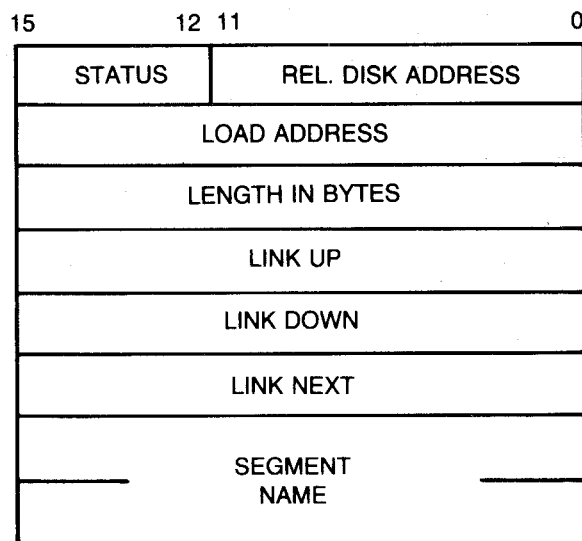 15 12 11 0
STATUS REL. DISK ADDRESS
LOAD ADDRESS
LENGTH IN BYTES
LINK UP
LINK DOWN
LINK NEXT
SEGMENT
NAME